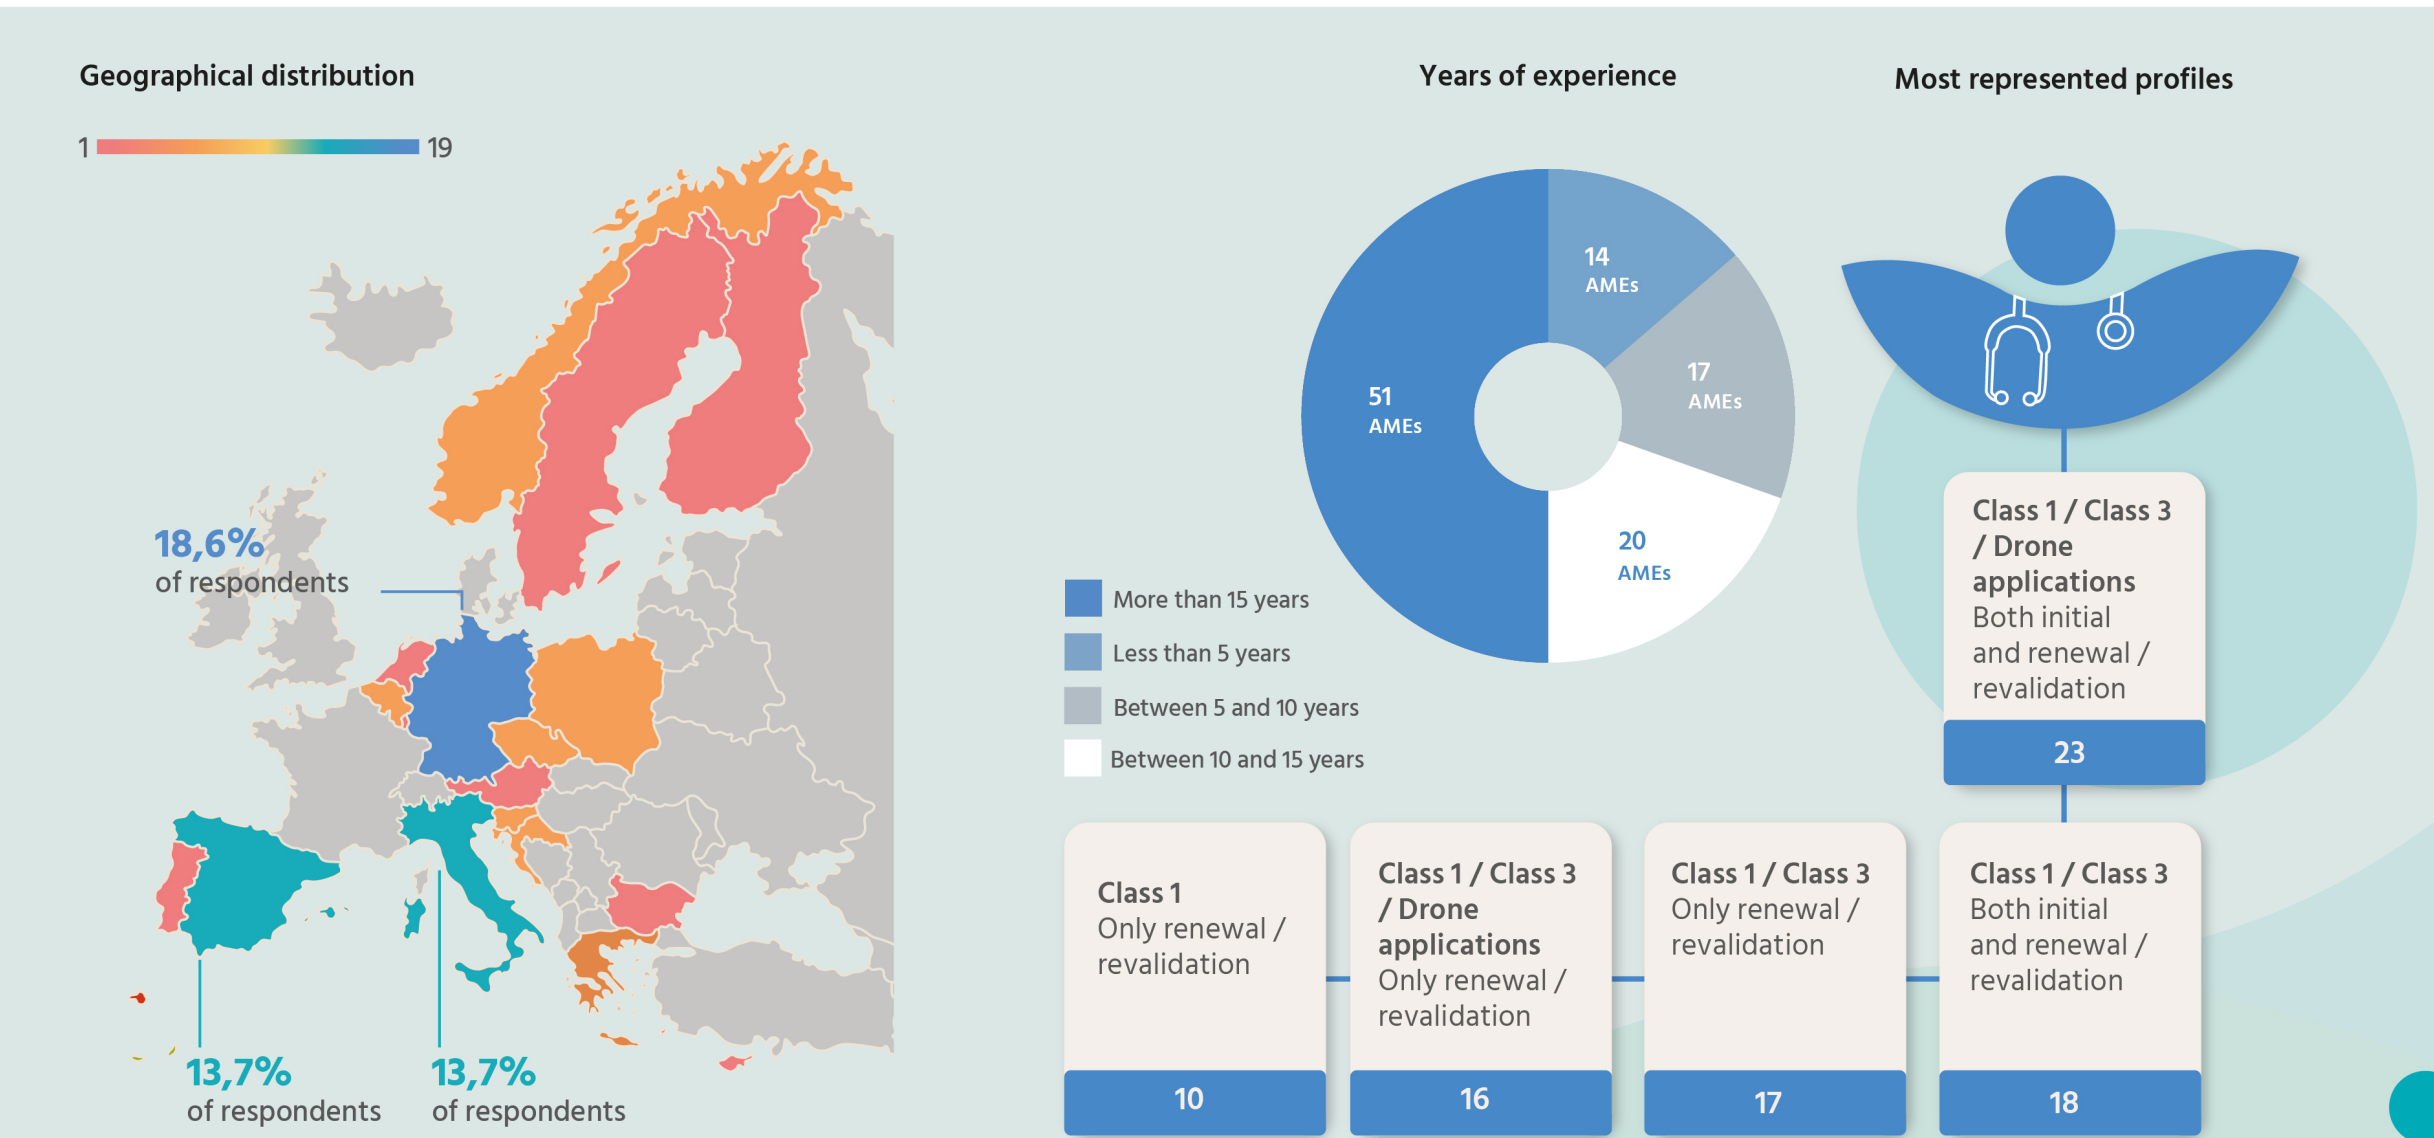 Geographical distribution
1
19
18,6%
of respondents
13,7%
of respondents
13,7%
of respondents
Years of experience
14
AMEs
17
AMEs
51
AMEs
20
AMEs
More than 15 years
Less than 5 years
Between 5 and 10 years
Between 10 and 15 years
Most represented profiles
Class 1 / Class 3
/ Drone
applications
Both initial
and renewal /
revalidation
23
Class 1
Only renewal /
revalidation
10
Class 1 / Class 3
/ Drone
applications
Only renewal /
revalidation
16
Class 1 / Class 3
Only renewal /
revalidation
17
Class 1 / Class 3
Both initial
and renewal /
revalidation
18